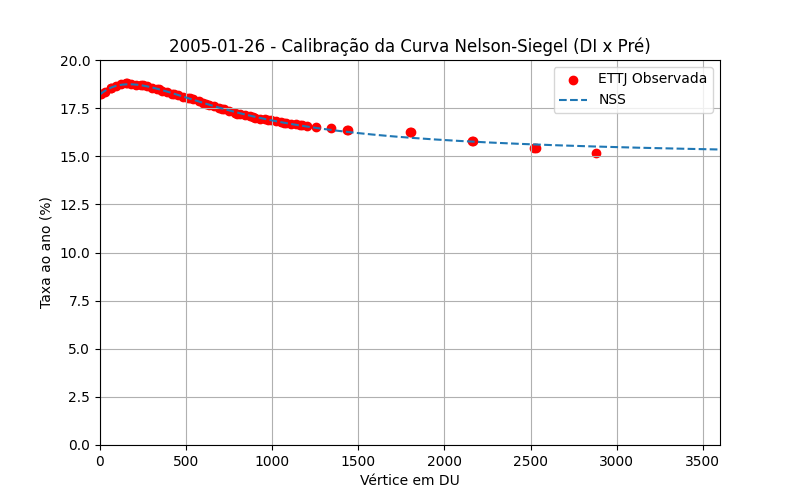 2005-01-26 - Calibração da Curva Nelson-Siegel (DI x Pré)
ETTJ Observada
NSS
Taxa ao ano (%)
20.0
17.5
15.0
12.5
10.0
7.5
5.0
2.5
0.0
0 500 1000 1500 2000 2500 3000 3500
Vértice em DU